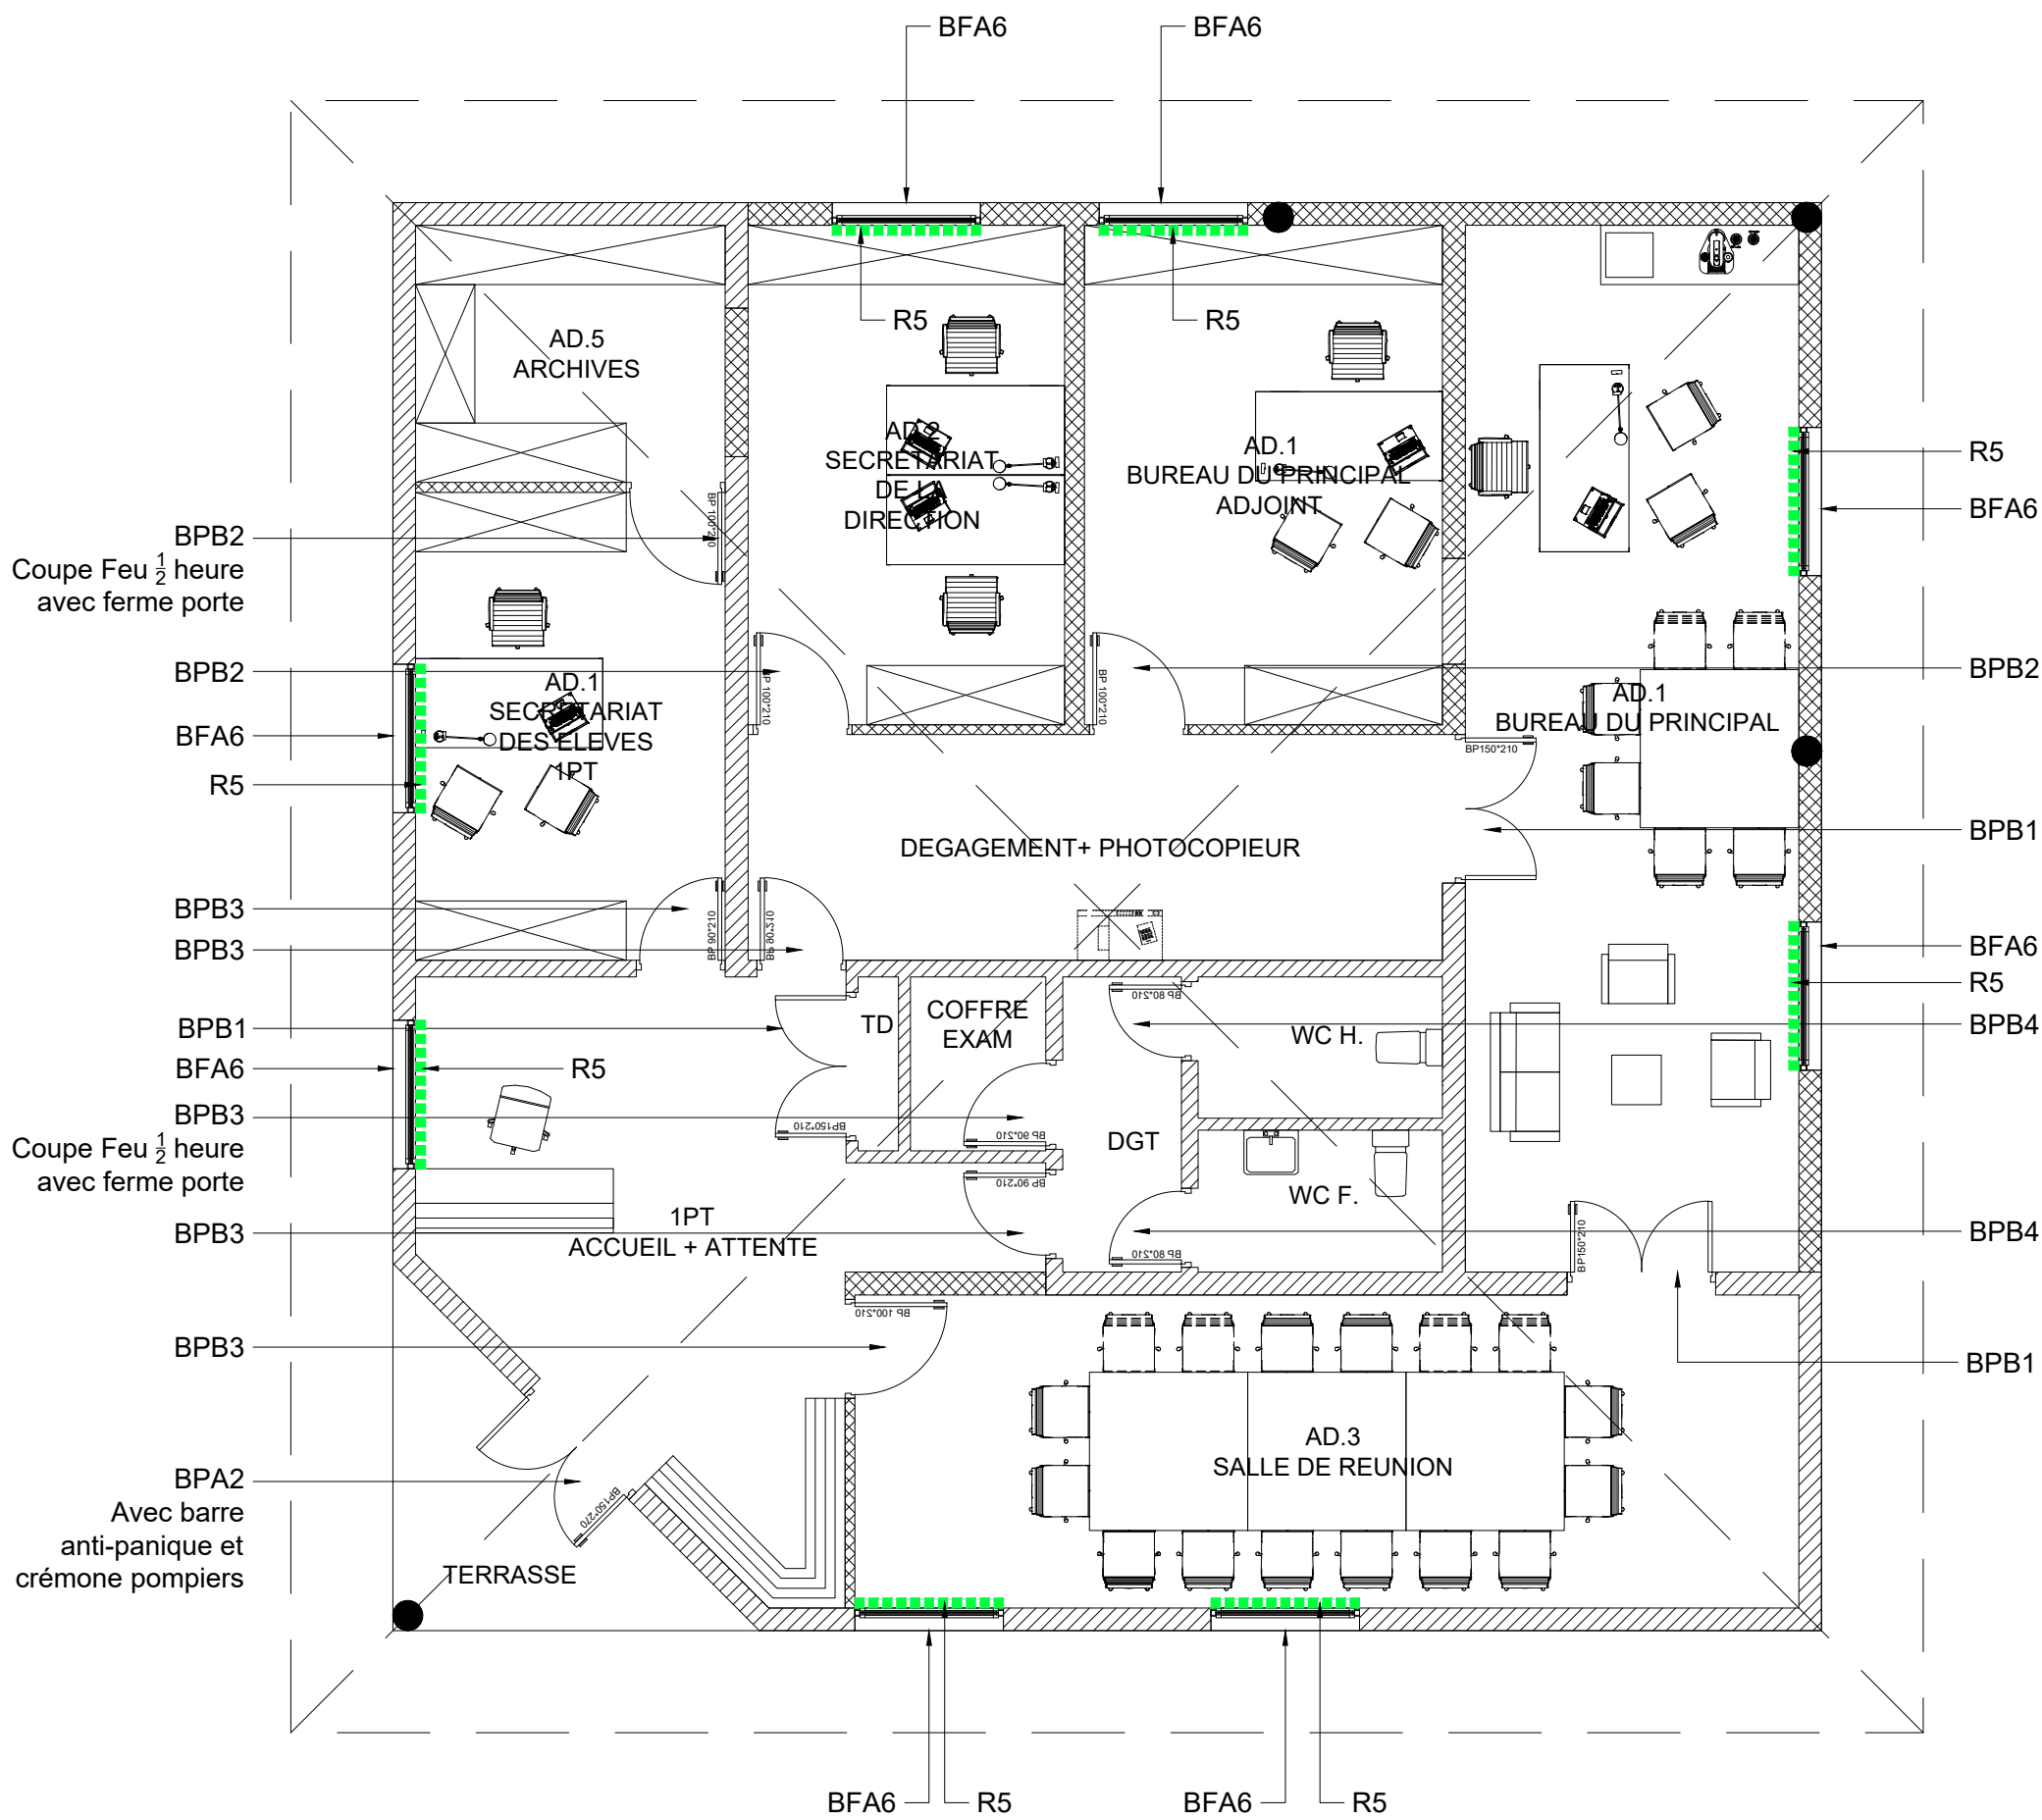 BFA6
BFA6
R5
R5
AD.5
ARCHIVES
AD.2
SECRETARIAT
DE LA
DIRECTION
AD.1
BUREAU DU PRINCIPAL
ADJOINT
R5
BFA6
BPB2
Coupe Feu 1/2 heure
avec ferme porte
BP 100*210
BPB2
BP 100*210
BP 100*210
BPB2
AD.1
SECRETARIAT
DES ELEVES
1PT
AD.1
BUREAU DU PRINCIPAL
BFA6
R5
BP150*210
DEGAGEMENT+ PHOTOCOPIEUR
BPB1
BPB3
BP 90*210
BP 90*210
BPB3
BFA6
R5
BPB1
TD
COFFRE
EXAM
BP 80*210
WC H.
BPB4
BFA6
R5
BPB3
Coupe Feu 1/2 heure
avec ferme porte
BP150*210
BP 90*210
DGT
BP 90*210
WC F.
1PT
ACCUEIL + ATTENTE
BPB3
BPB4
BP 80*210
BP150*210
BP 100*210
BPB3
BPB1
AD.3
SALLE DE REUNION
BPA2
Avec barre
anti-panique et
crémone pompiers
BP150*270
TERRASSE
BFA6
R5
BFA6
R5